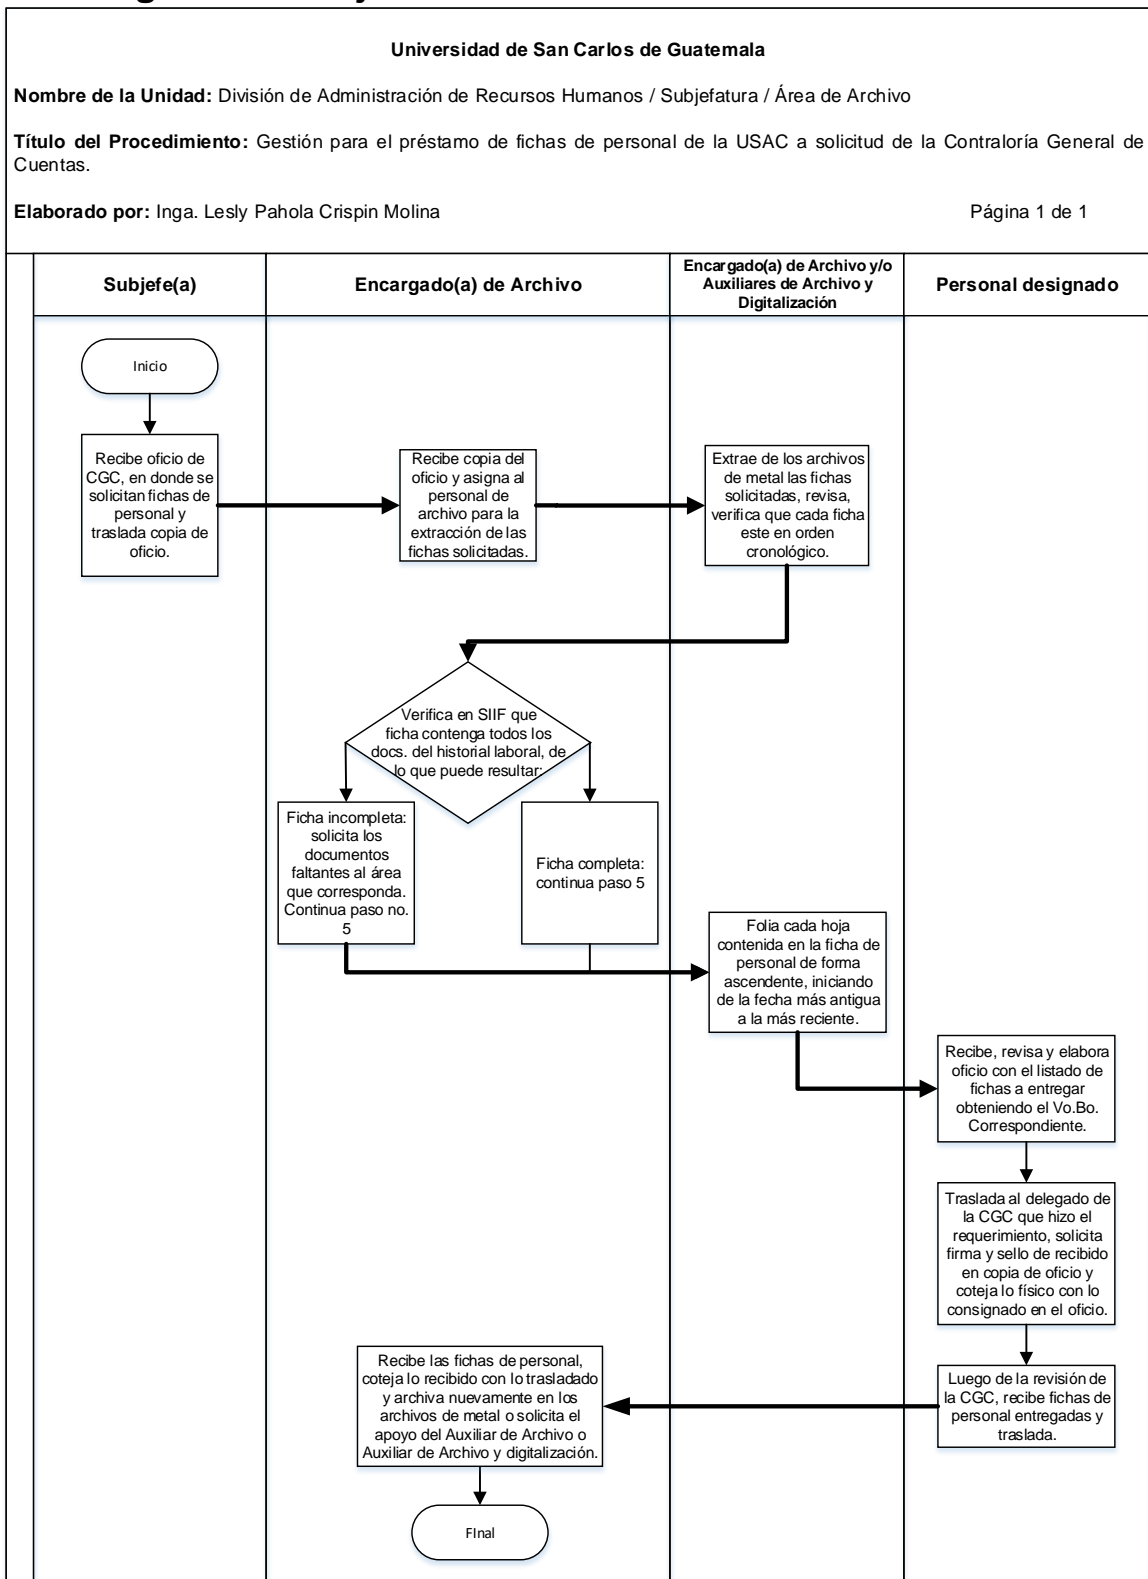 Universidad de San Carlos de Guatemala
Nombre de la Unidad: División de Administración de Recursos Humanos / Subjefatura / Área de Archivo
Título del Procedimiento: Gestión para el préstamo de fichas de personal de la USAC a solicitud de la Contraloría General de
Cuentas.
Elaborado por: Inga. Lesly Pahola Crispin Molina
Página 1 de 1
Subjefe(a)
Encargado(a) de Archivo
Encargado(a) de Archivo y/o
Auxiliares de Archivo y
Digitalización
Personal designado
Inicio
Recibe oficio de
CGC, en donde se
solicitan fichas de
personal y
traslada copia de
oficio.
Recibe copia del
oficio y asigna al
personal de
archivo para la
extracción de las
fichas solicitadas.
Extrae de los archivos
de metal las fichas
solicitadas, revisa,
verifica que cada ficha
este en orden
cronológico.
Verifica en SIIF que
ficha contenga todos los
docs. del historial laboral, de
lo que puede resultar:
Ficha incompleta:
solicita los
documentos
faltantes al área
que corresponda.
Continua paso no.
5
Ficha completa:
continua paso 5
Folia cada hoja
contenida en la ficha de
personal de forma
ascendente, iniciando
de la fecha más antigua
a la más reciente.
Recibe, revisa y elabora
oficio con el listado de
fichas a entregar
obteniendo el Vo.Bo.
Correspondiente.
Traslada al delegado de
la CGC que hizo el
requerimiento, solicita
firma y sello de recibido
en copia de oficio y
coteja lo físico con lo
consignado en el oficio.
Luego de la revisión de
la CGC, recibe fichas de
personal entregadas y
traslada.
Recibe las fichas de personal,
coteja lo recibido con lo trasladado
y archiva nuevamente en los
archivos de metal o solicita el
apoyo del Auxiliar de Archivo o
Auxiliar de Archivo y digitalización.
FInal